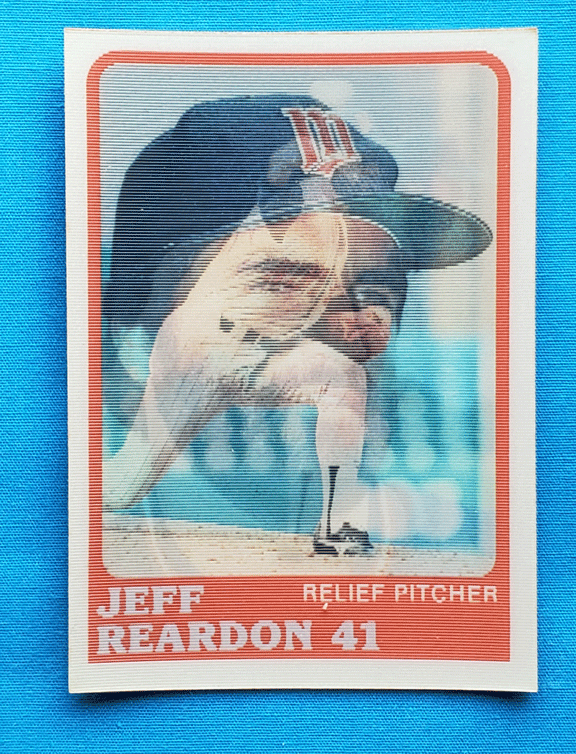 M
JEFF
RELIEF PITCHER
REARDON 41